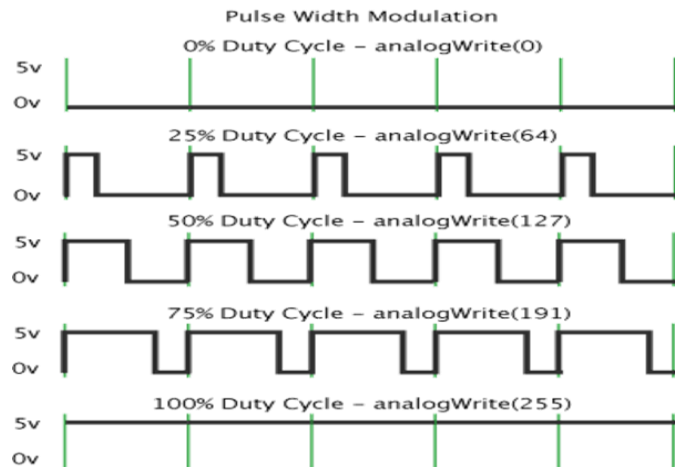 Pulse Width Modulation
0% Duty Cycle – analogWrite(0)
5v
0v
25% Duty Cycle – analogWrite(64)
5v
0v
50% Duty Cycle – analogWrite(127)
5v
0v
75% Duty Cycle – analogWrite(191)
5v
0v
100% Duty Cycle – analogWrite(255)
5v
0v